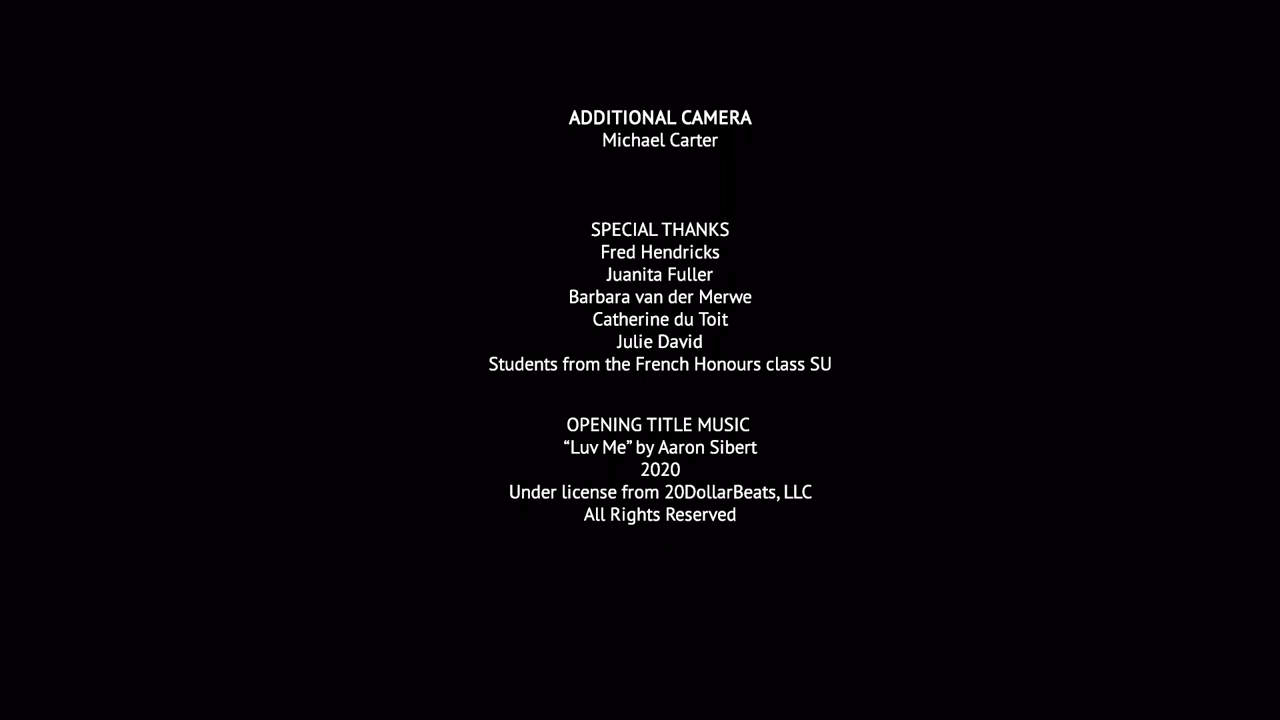 ADDITIONAL CAMERA
Michael Carter
SPECIAL THANKS
Fred Hendricks
Juanita Fuller
Barbara van der Merwe
Catherine du Toit
Julie David
Students from the French Honours class SU
OPENING TITLE MUSIC
“Luv Me” by Aaron Sibert
2020
Under license from 20DollarBeats, LLC
All Rights Reserved